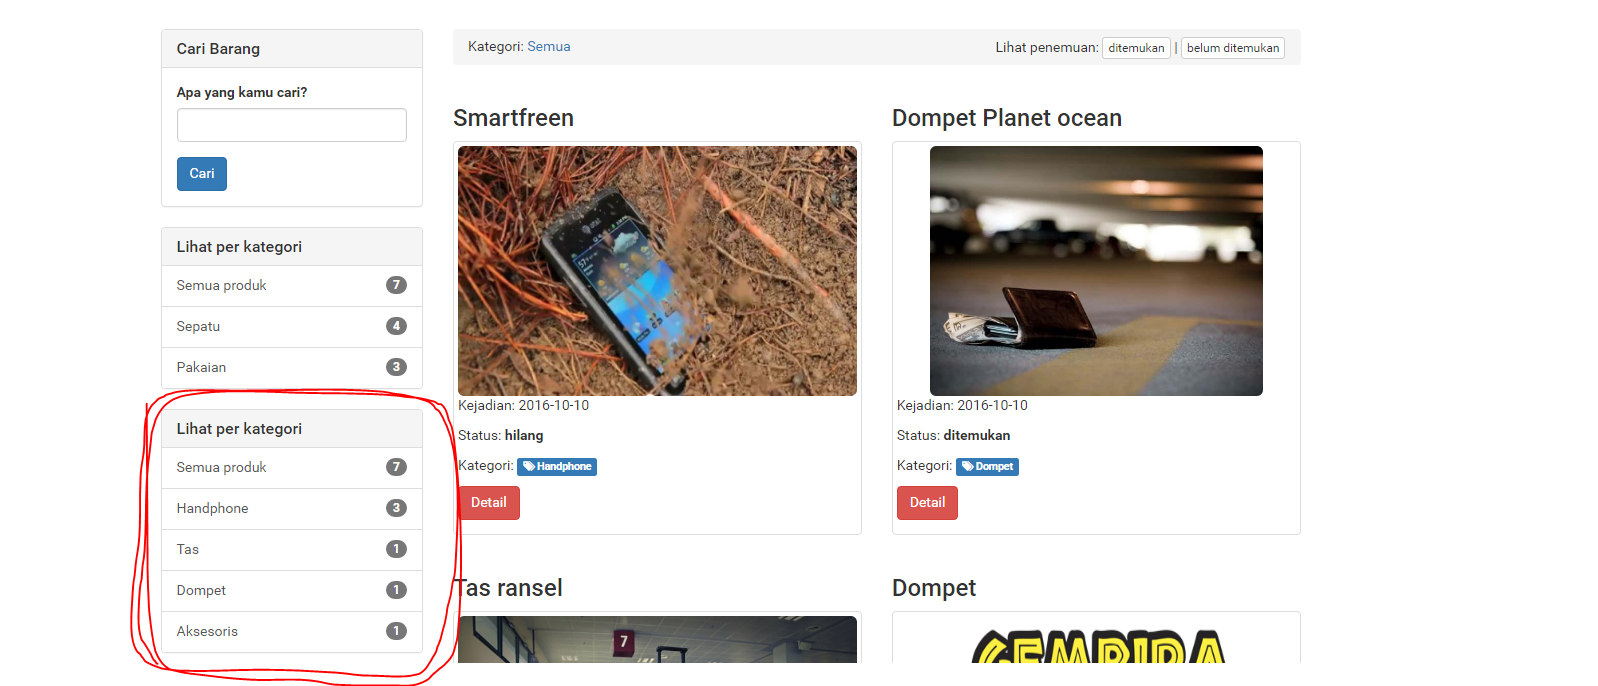 Cari Barang
Apa yang kamu cari?
Cari
Lihat per kategori
Semua produk 7
Sepatu 4
Pakaian 3
Lihat per kategori
Semua produk 7
Handphone 3
Tas 1
Dompet 1
Aksesoris 1
Kategori: Semua
Lihat penemuan: ditemukan | belum ditemukan
Smartfreen
Kejadian: 2016-10-10
Status: hilang
Kategori: Handphone
Detail
Dompet Planet ocean
Kejadian: 2016-10-10
Status: ditemukan
Kategori: Dompet
Detail
Tas ransel
7
Dompet
GEMBIRA